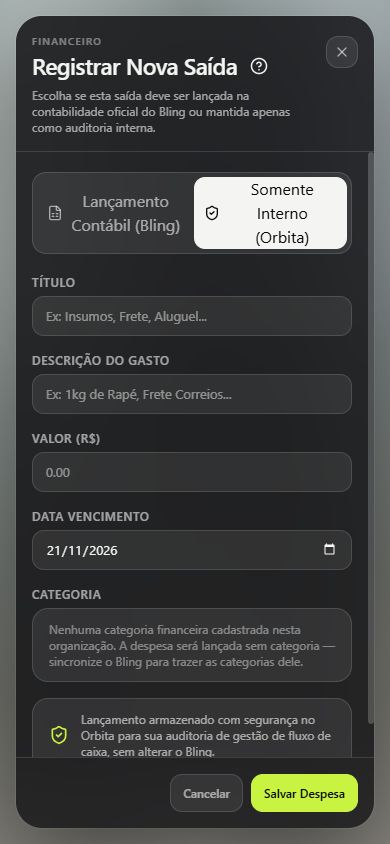 FINANCEIRO
Registrar Nova Saída
Escolha se esta saída deve ser lançada na
contabilidade oficial do Bling ou mantida apenas
como auditoria interna.
Lançamento
Contábil (Bling)
Somente
Interno
(Orbita)
TÍTULO
Ex: Insumos, Frete, Aluguel...
DESCRIÇÃO DO GASTO
Ex: 1kg de Rapé, Frete Correios...
VALOR (R$)
0.00
DATA VENCIMENTO
21/11/2026
CATEGORIA
Nenhuma categoria financeira cadastrada nesta
organização. A despesa será lançada sem categoria —
sincronize o Bling para trazer as categorias dele.
Lançamento armazenado com segurança no
Orbita para sua auditoria de gestão de fluxo de
caixa, sem alterar o Bling.
Cancelar
Salvar Despesa